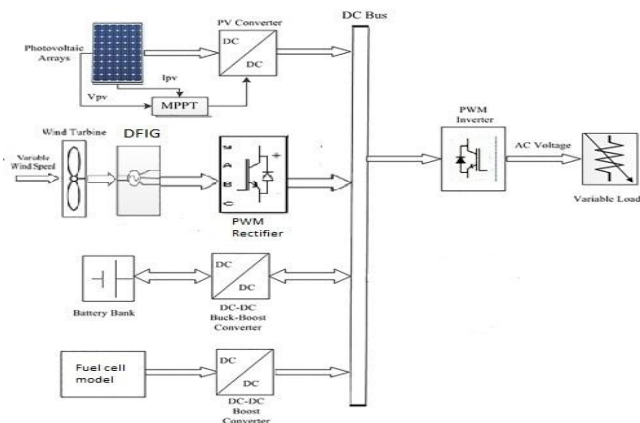 DC Bus
PV Converter
Photovoltaic
Arrays
DC
DC
Ipv
Vpv
MPPT
PWM
Inverter
AC Voltage
Variable Load
Wind Turbine
DFIG
Variable
Wind Speed
A
B
C
+
PWM
Rectifier
DC
DC
Battery Bank
DC-DC
Buck-Boost
Converter
Fuel cell
model
DC
DC
DC-DC
Boost
Converter